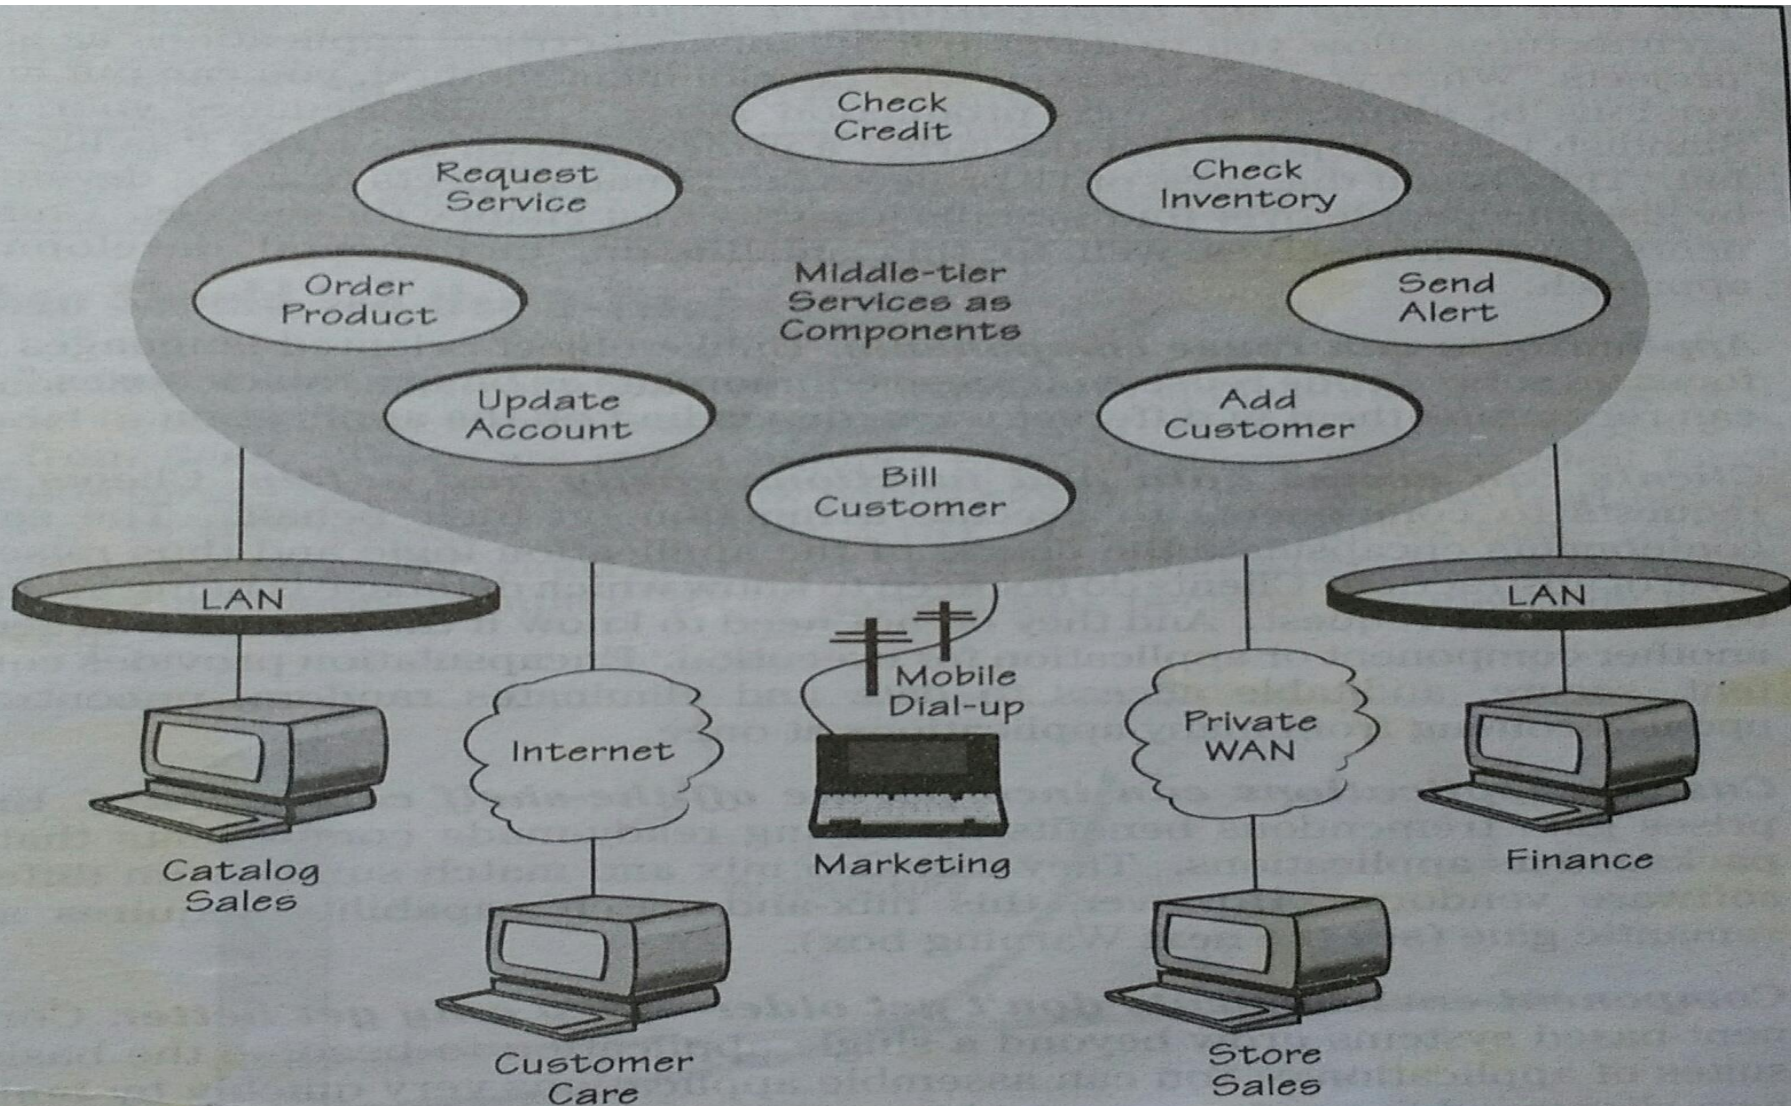 Check
Credit
Request
Service
Check
Inventory
Order
Product
Middle-tier
Services as
Components
Send
Alert
Update
Account
Add
Customer
Bill
Customer
LAN
LAN
Mobile
Dial-up
Internet
Private
WAN
Catalog
Sales
Marketing
Finance
Customer
Care
Store
Sales